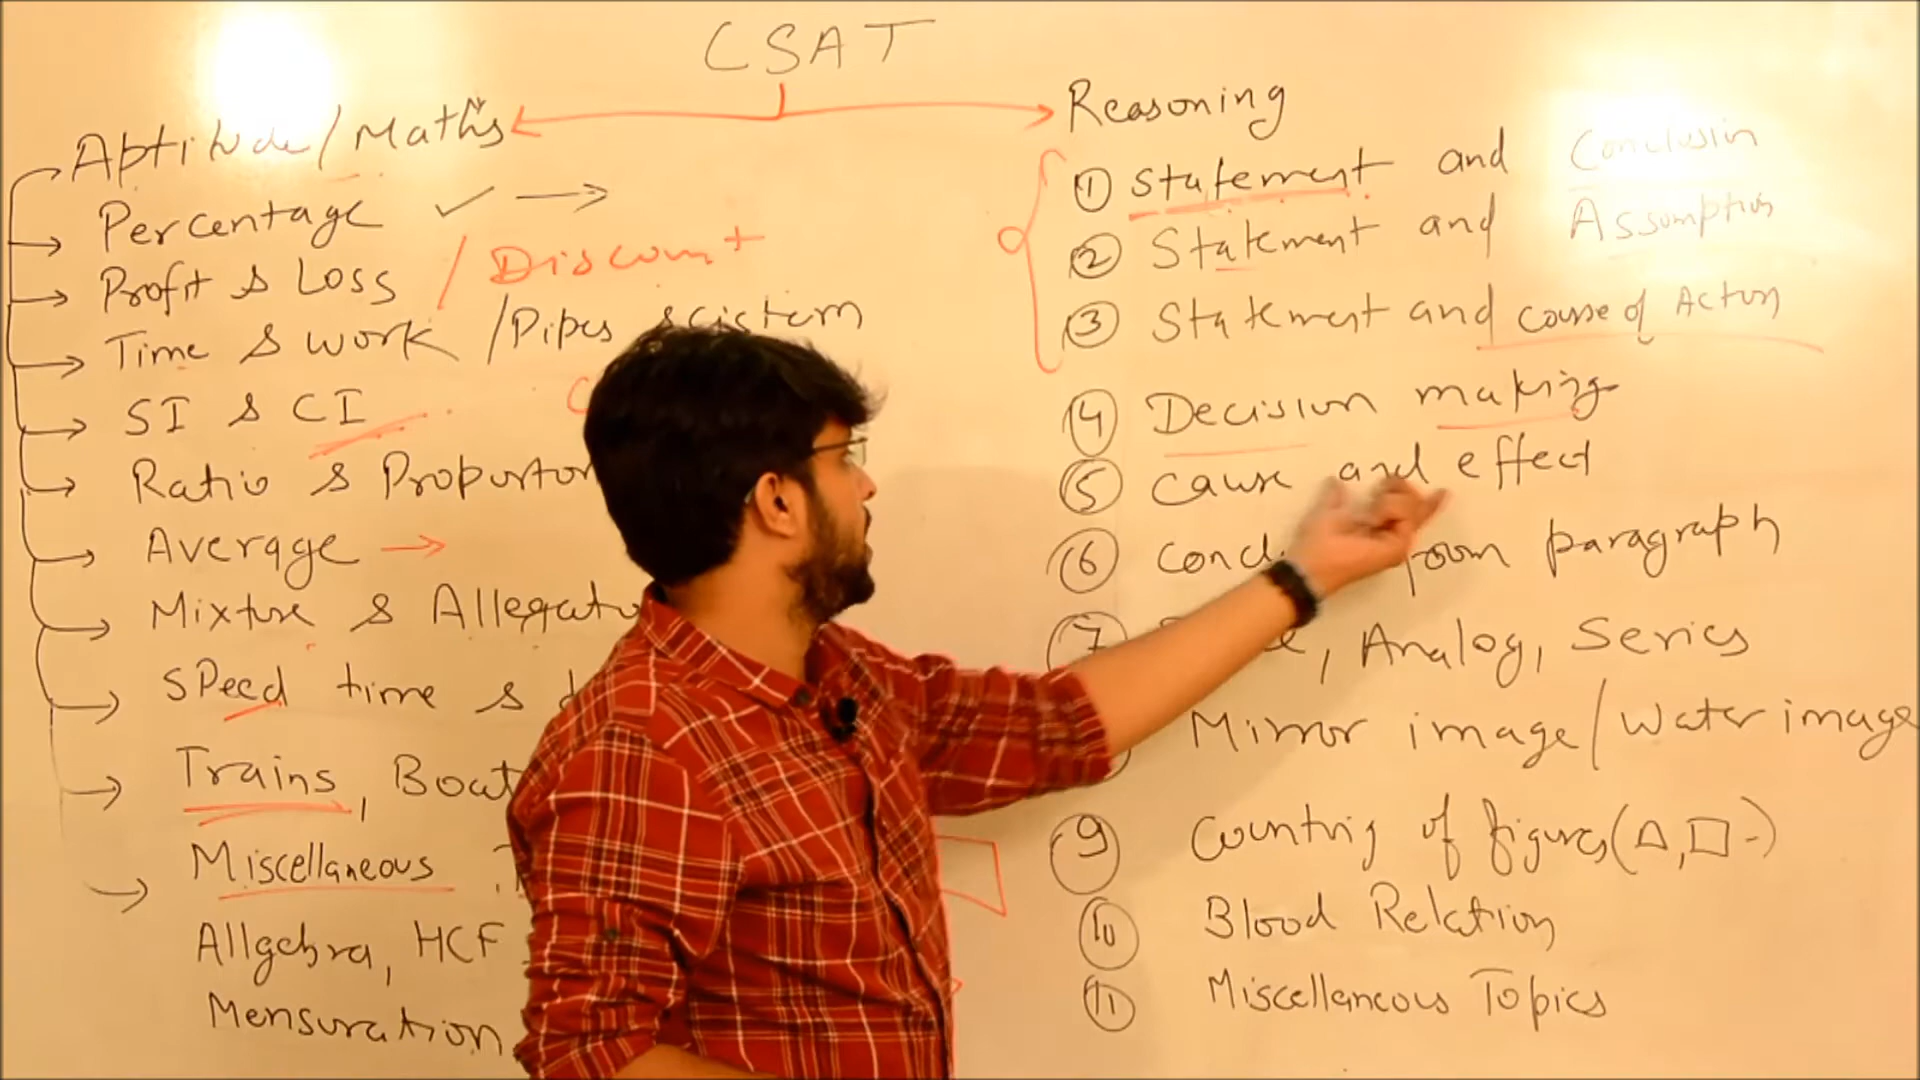 CSAT
Aptitude/Maths
Percentage
Profit & Loss / Discount
Time & work /Pipes & cistern
SI & CI
Ratio & Proportion
Average
Mixture & Allegatio
SPeed time &
Trains, Boat
Miscellaneous
Allgebra, HCF
Mensuration
Reasoning
① Statement and Conclusion
② Statement and Assumption
③ Statement and course of Action
④ Decision making
⑤ cause and effect
⑥ from paragraph
⑦ , Analog, Series
Mirror image/Water image
⑨ Counting of figures(△,□-)
⑩ Blood Relation
⑪ Miscellaneous Topics